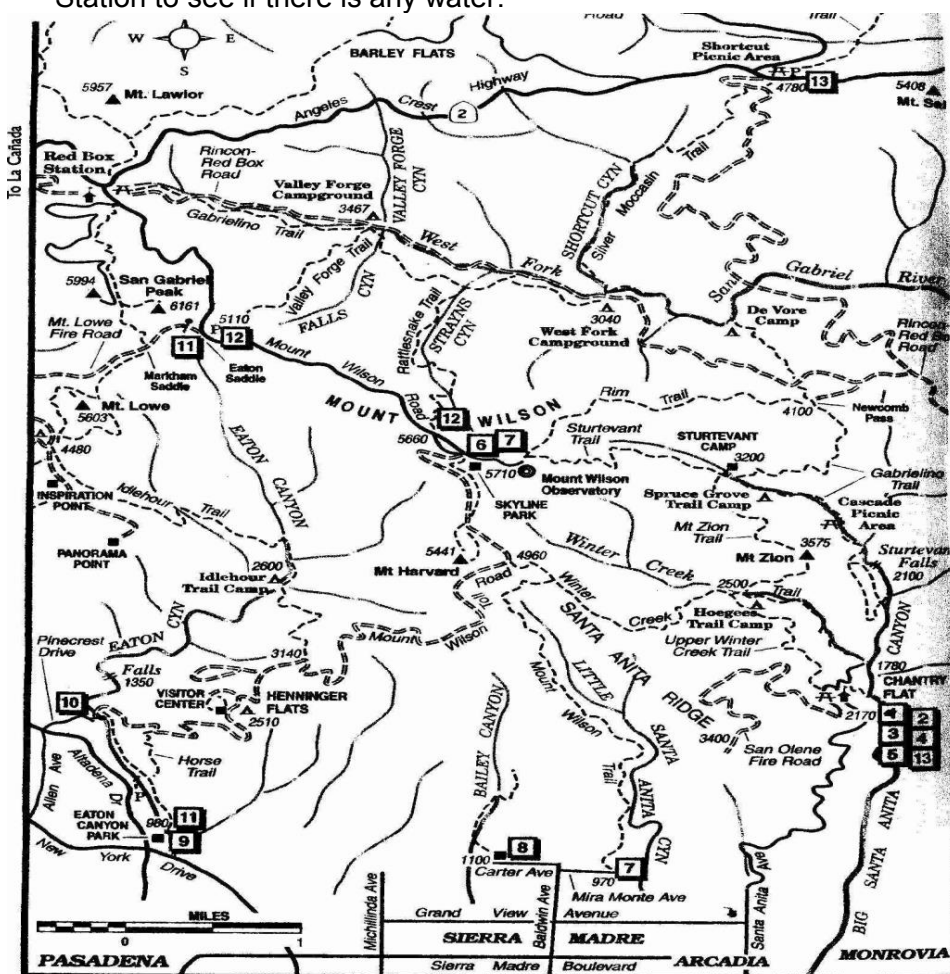 Station to see if there is any water.
Road
Trail
W E
S
BARLEY FLATS
Shortcut
Picnic Area
A P
4780
13
5408
5957 Mt. Lawlor
Highway
Crest
Angeles
2
To La Cañada
Red Box
Station
Rincon-
Red Box
Road
Valley Forge
Campground
3467
VALLEY FORGE
CYN
Gabrielino Trail
West
Fork
SHORTCUT CYN
Silver
Moccasin
Trail
San
Gabriel
River
5994
San Gabriel
Peak
6161
5110
P
12
Valley Forge Trail
FALLS
CYN
Rattlesnake Trail
STRAYNS
CYN
3040
West Fork
Campground
De Vore
Camp
Rincon
Red Box
Road
Mt. Lowe
Fire Road
11
Markham
Saddle
Eaton
Saddle
Mount
Wilson
Road
Mt. Lowe
5603
4480
MOUNT
WILSON
12
5660
6
7
Rim
Trail
4100
Newcomb
Pass
Sturtevant
Trail
STURTEVANT
CAMP
3200
Gabrielino
Trail
INSPIRATION
POINT
5710
Mount Wilson
Observatory
SKYLINE
PARK
Spruce Grove
Trail Camp
Cascade
Picnic
Area
EATON
CANYON
Idlehour
Trail
PANORAMA
POINT
5441
Mt Harvard
4960
Winter
Creek
Mt Zion
Trail
3575
Mt Zion
Sturtevant
Falls
2100
2600
Idlehour
Trail Camp
Road
Toll
Wilson
Mount
Winter
Creek
2500
Trail
Hoegees
Trail Camp
Upper Winter
Creek Trail
CANYON
Pinecrest
Drive
EATON CYN
3140
SANTA
ANITA
RIDGE
1780
CHANTRY
FLAT
Falls
1350
VISITOR
CENTER
HENNINGER
FLATS
2510
10
BAILEY CANYON
Mount
Wilson
Trail
LITTLE
SANTA
ANITA
CYN
3400
San Olene
Fire Road
2170
4
2
3
4
5
13
Horse
Trail
Allen Ave
Altadena Dr
P
EATON
CANYON
PARK
980
11
9
New
York
Drive
8
1100
Carter Ave
970
7
Mira Monte Ave
Santa Anita Ave
BIG
SANTA
ANITA
MILES
0 1
Michillinda Ave
Baldwin Ave
Grand View Avenue
SIERRA MADRE
PASADENA
Sierra Madre Boulevard
ARCADIA
MONROVIA